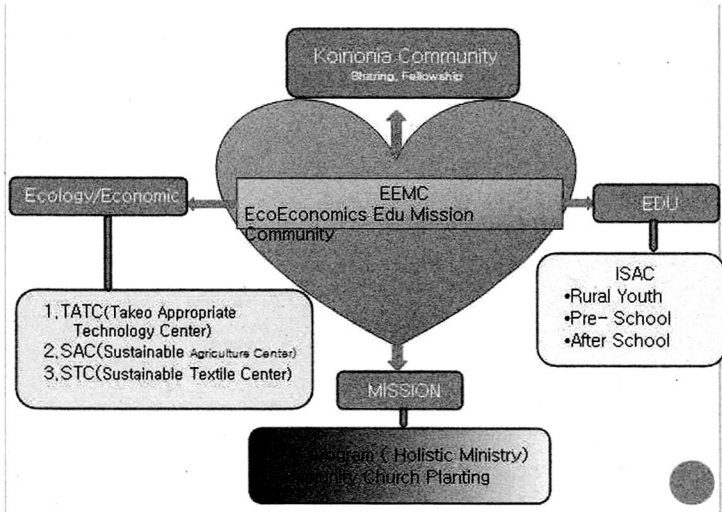 Koinonia Community
Sharing, Fellowship
Ecology/Economic
EEMC
EcoEconomics Edu Mission
Community
EDU
1,TATC(Takeo Appropriate
Technology Center)
2,SAC(Sustainable Agriculture Center)
3,STC(Sustainable Textile Center)
ISAC
•Rural Youth
•Pre- School
•After School
MISSION
( Holistic Ministry)
Church Planting